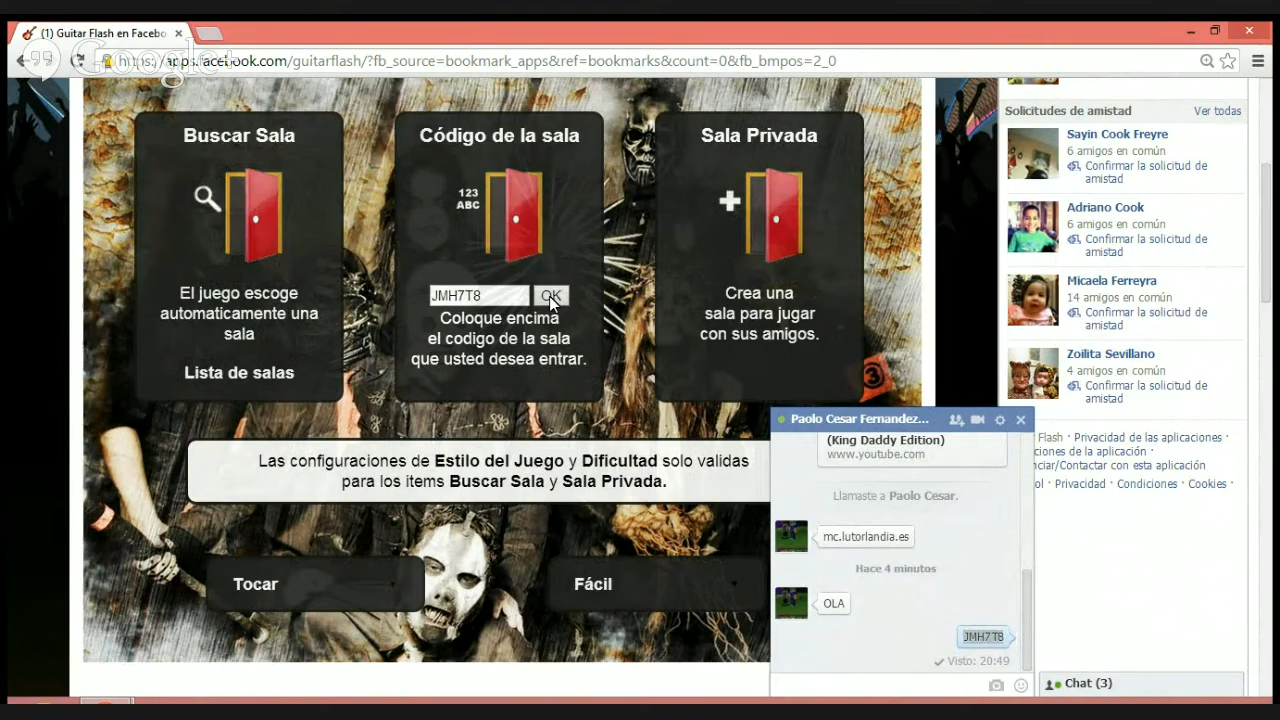 (1) Guitar Flash en Facebo
Google+
https://apps.facebook.com/guitarflash/?fb_source=bookmark_apps&ref=bookmarks&count=0&fb_bmpos=2_0
Buscar Sala
El juego escoge
automaticamente una
sala
Lista de salas
Código de la sala
123
ABC
JMH7T8 OK
Coloque encima
el codigo de la sala
que usted desea entrar.
Sala Privada
Crea una
sala para jugar
con sus amigos.
3
Las configuraciones de Estilo del Juego y Dificultad solo validas
para los items Buscar Sala y Sala Privada.
Tocar
Fácil
Solicitudes de amistad Ver todas
Sayin Cook Freyre
6 amigos en común
Confirmar la solicitud de
amistad
Adriano Cook
6 amigos en común
Confirmar la solicitud de
amistad
Micaela Ferreyra
14 amigos en común
Confirmar la solicitud de
amistad
Zoilita Sevillano
4 amigos en común
Confirmar la solicitud de
amistad
Flash · Privacidad de las aplicaciones ·
ciones de la aplicación ·
nciar/Contactar con esta aplicación
ol · Privacidad · Condiciones · Cookies ·
Paolo Cesar Fernandez...
(King Daddy Edition)
www.youtube.com
Llamaste a Paolo Cesar.
mc.lutorlandia.es
Hace 4 minutos
OLA
JMH7T8
Visto: 20:49
Chat (3)